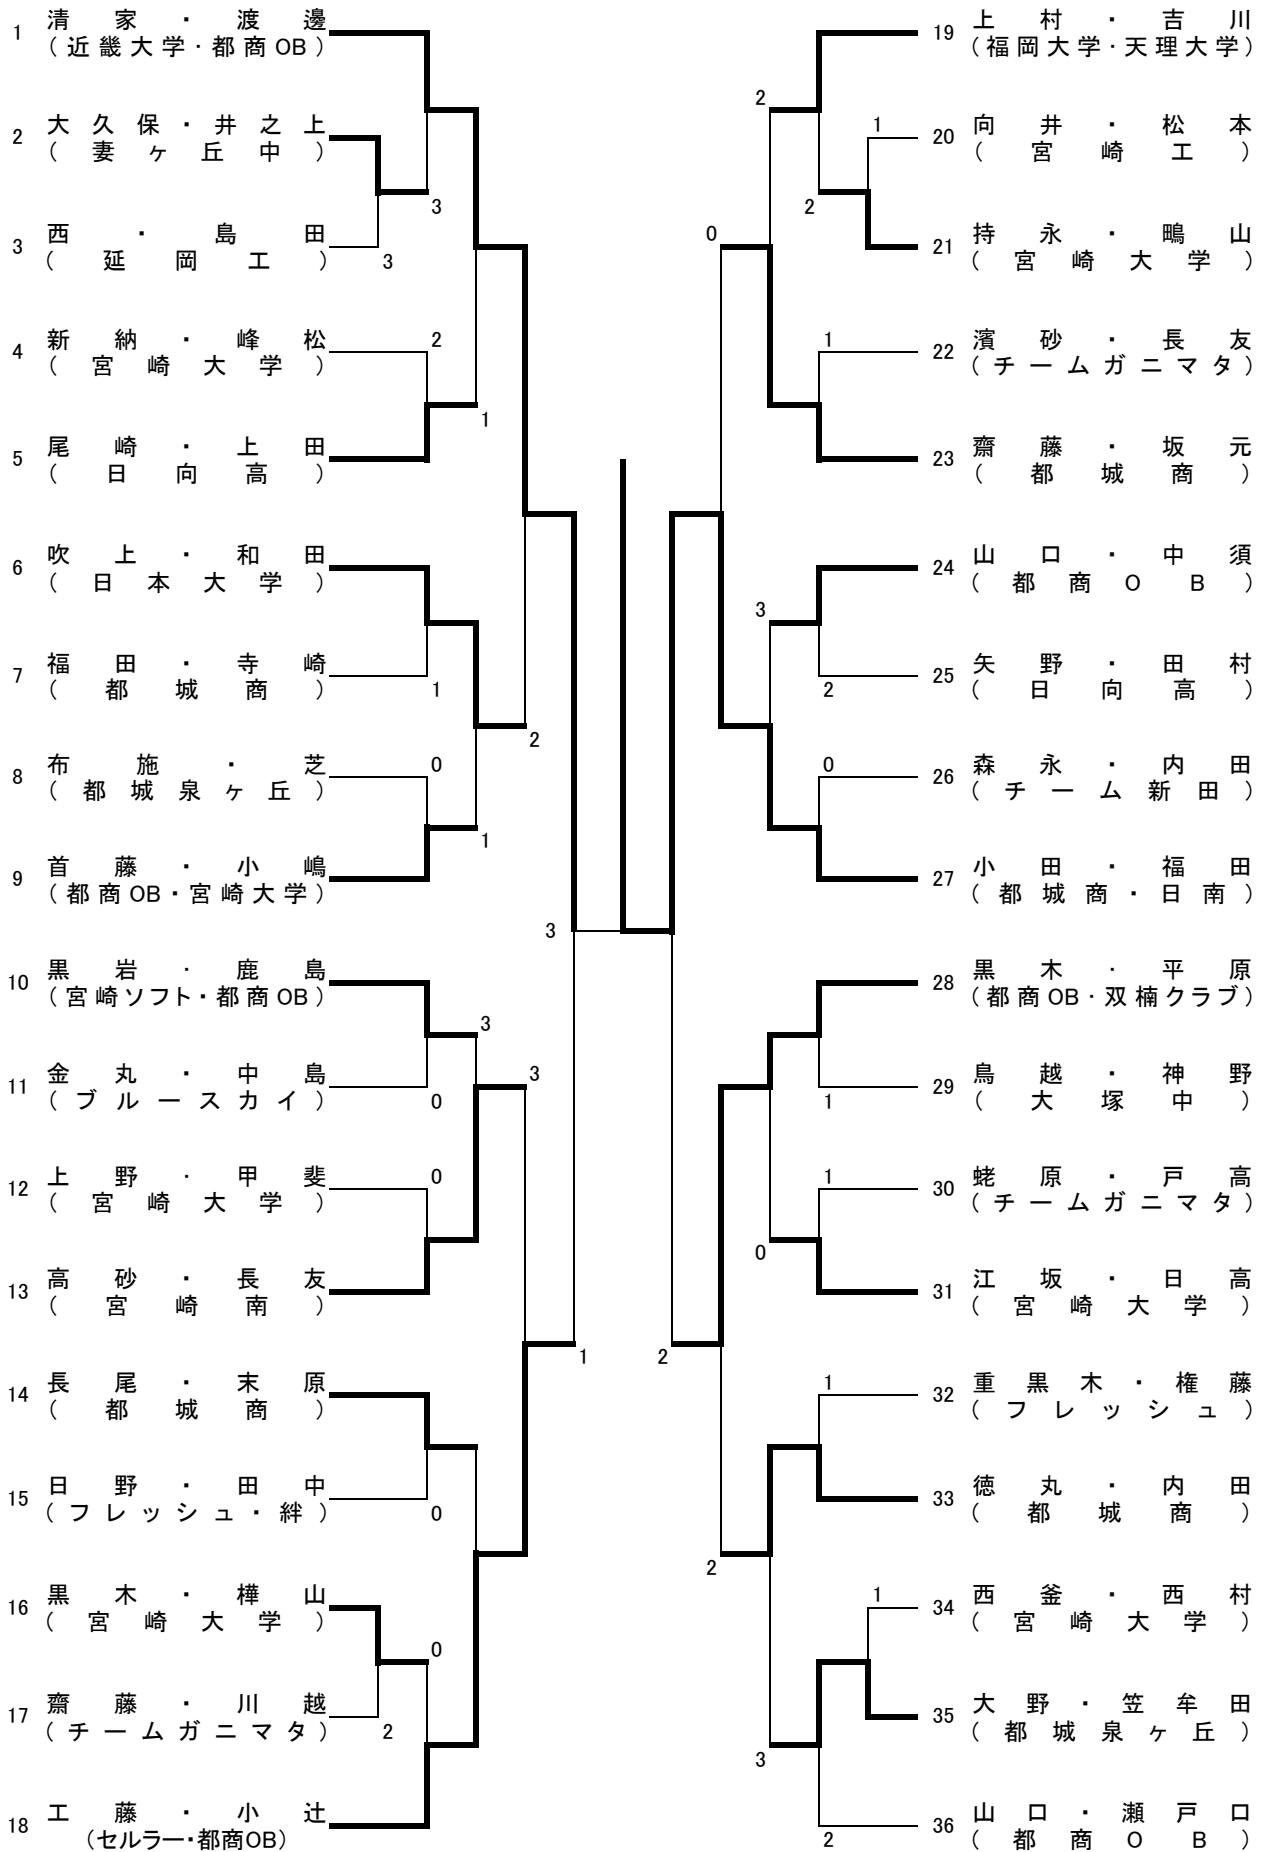 1 清家・渡邊
(近畿大学・都商OB)
2 大久保・井之上
(妻ヶ丘中)
3
3 西・島田
(延岡工)
3
4 新納・峰松
(宮崎大学)
2
1
5 尾崎・上田
(日向高)
6 吹上・和田
(日本大学)
7 福田・寺崎
(都城商)
1
2
8 布施・芝
(都城泉ヶ丘)
0
1
9 首藤・小嶋
(都商OB・宮崎大学)
3
10 黒岩・鹿島
(宮崎ソフト・都商OB)
3
11 金丸・中島
(ブルースカイ)
0
3
12 上野・甲斐
(宮崎大学)
0
13 高砂・長友
(宮崎南)
1
14 長尾・末原
(都城商)
15 日野・田中
(フレッシュ・絆)
0
16 黒木・樺山
(宮崎大学)
0
17 齋藤・川越
(チームガニマタ)
2
18 工藤・小辻
(セルラー・都商OB)
19 上村・吉川
(福岡大学・天理大学)
2
1
20 向井・松本
(宮崎工)
2
21 持永・鴫山
(宮崎大学)
0
1
22 濱砂・長友
(チームガニマタ)
23 齋藤・坂元
(都城商)
24 山口・中須
(都商OB)
3
25 矢野・田村
(日向高)
2
0
26 森永・内田
(チーム新田)
27 小田・福田
(都城商・日南)
28 黒木・平原
(都商OB・双楠クラブ)
29 鳥越・神野
(大塚中)
1
1
30 蛯原・戸高
(チームガニマタ)
0
31 江坂・日高
(宮崎大学)
2
1
32 重黒木・権藤
(フレッシュ)
33 徳丸・内田
(都城商)
2
1
34 西釜・西村
(宮崎大学)
35 大野・笠牟田
(都城泉ヶ丘)
3
36 山口・瀬戸口
(都商OB)
2